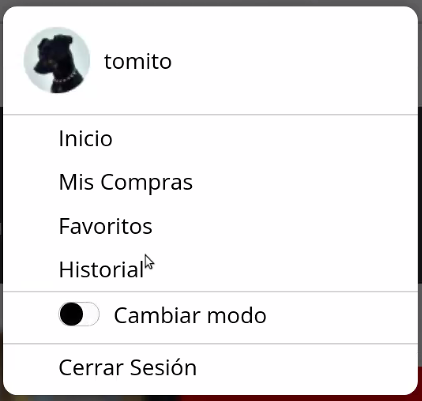 tomito
Inicio
Mis Compras
Favoritos
Historial
Cambiar modo
Cerrar Sesión